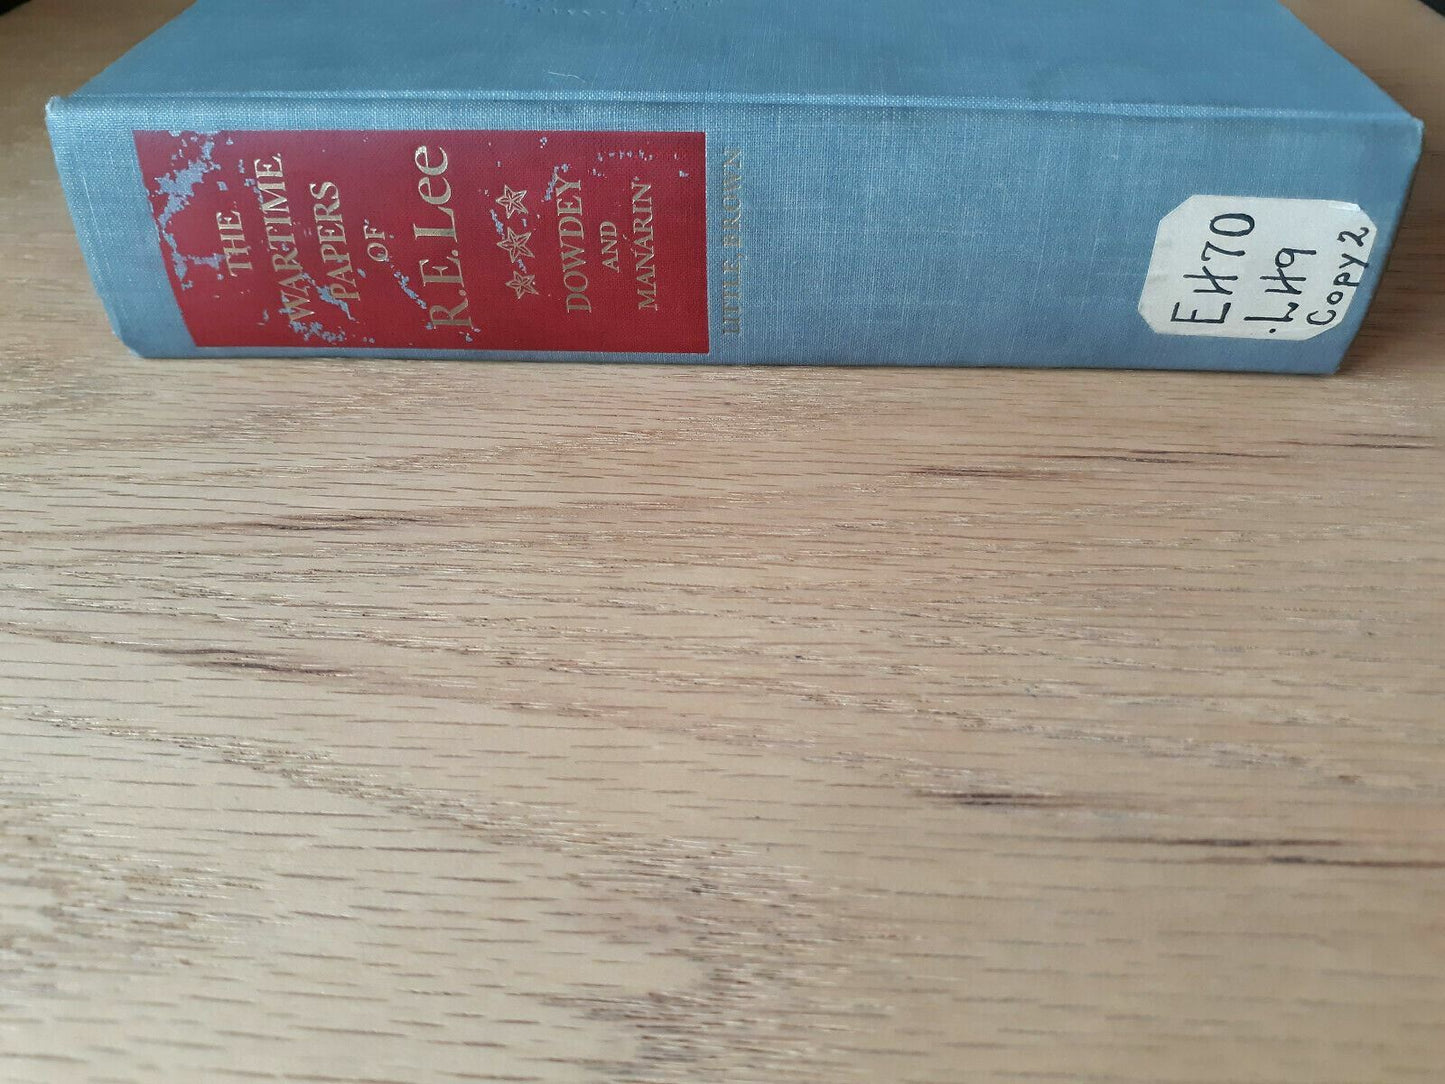 THE
WARTIME
PAPERS
OF
R.E.Lee
DOWDEY
AND
MANARIN
LITTLE, BROWN
E470
.L49
Copy 2